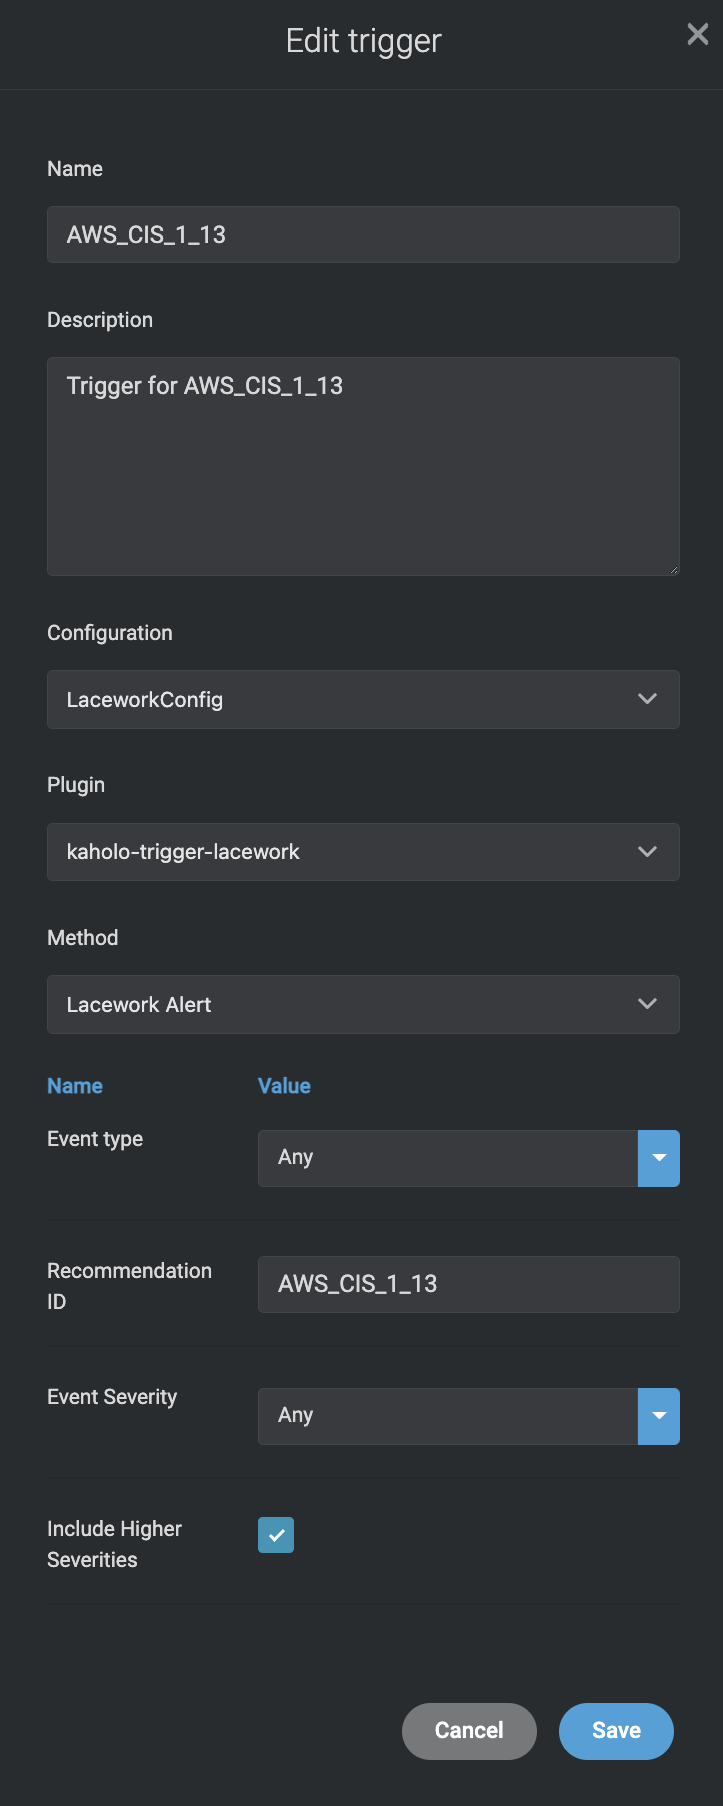 Edit trigger
Name
AWS_CIS_1_13
Description
Trigger for AWS_CIS_1_13
Configuration
LaceworkConfig
Plugin
kaholo-trigger-lacework
Method
Lacework Alert
Name Value
Event type Any
Recommendation
ID
AWS_CIS_1_13
Event Severity Any
Include Higher
Severities
Cancel Save